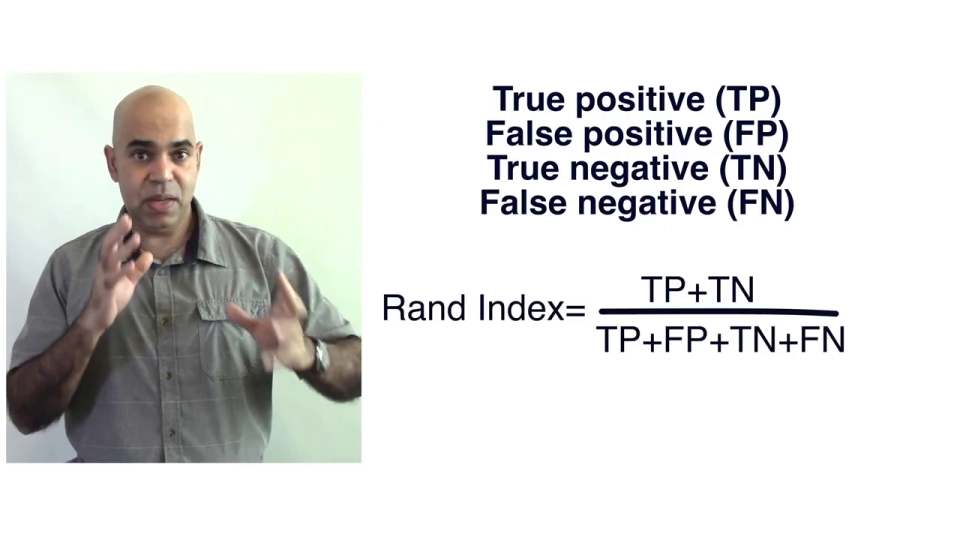 True positive (TP)
False positive (FP)
True negative (TN)
False negative (FN)
Rand Index=
TP+TN
TP+FP+TN+FN